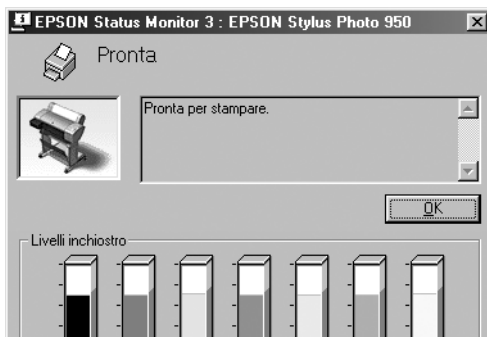 EPSON Status Monitor 3 : EPSON Stylus Photo 950
Pronta
Pronta per stampare.
OK
Livelli inchiostro